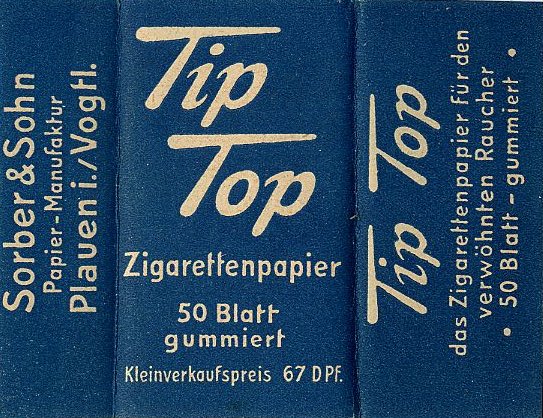 Sorber & Sohn
Papier-Manufaktur
Plauen i./Vogtl.
Tip
Top
Zigarettenpapier
50 Blatt
gummiert
Kleinverkaufspreis 67 DPf.
Tip Top
das Zigarettenpapier für den
verwöhnten Raucher
• 50 Blatt - gummiert •